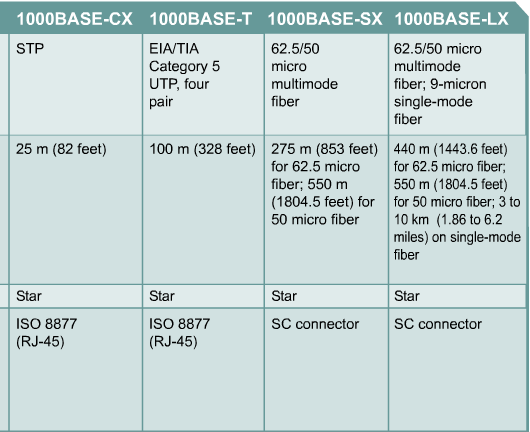 1000BASE-CX 1000BASE-T 1000BASE-SX 1000BASE-LX
STP
EIA/TIA
Category 5
UTP, four
pair
62.5/50
micro
multimode
fiber
62.5/50 micro
multimode
fiber; 9-micron
single-mode
fiber
25 m (82 feet)
100 m (328 feet)
275 m (853 feet)
for 62.5 micro
fiber; 550 m
(1804.5 feet) for
50 micro fiber
440 m (1443.6 feet)
for 62.5 micro fiber;
550 m (1804.5 feet)
for 50 micro fiber; 3 to
10 km (1.86 to 6.2
miles) on single-mode
fiber
Star
Star
Star
Star
ISO 8877
(RJ-45)
ISO 8877
(RJ-45)
SC connector
SC connector